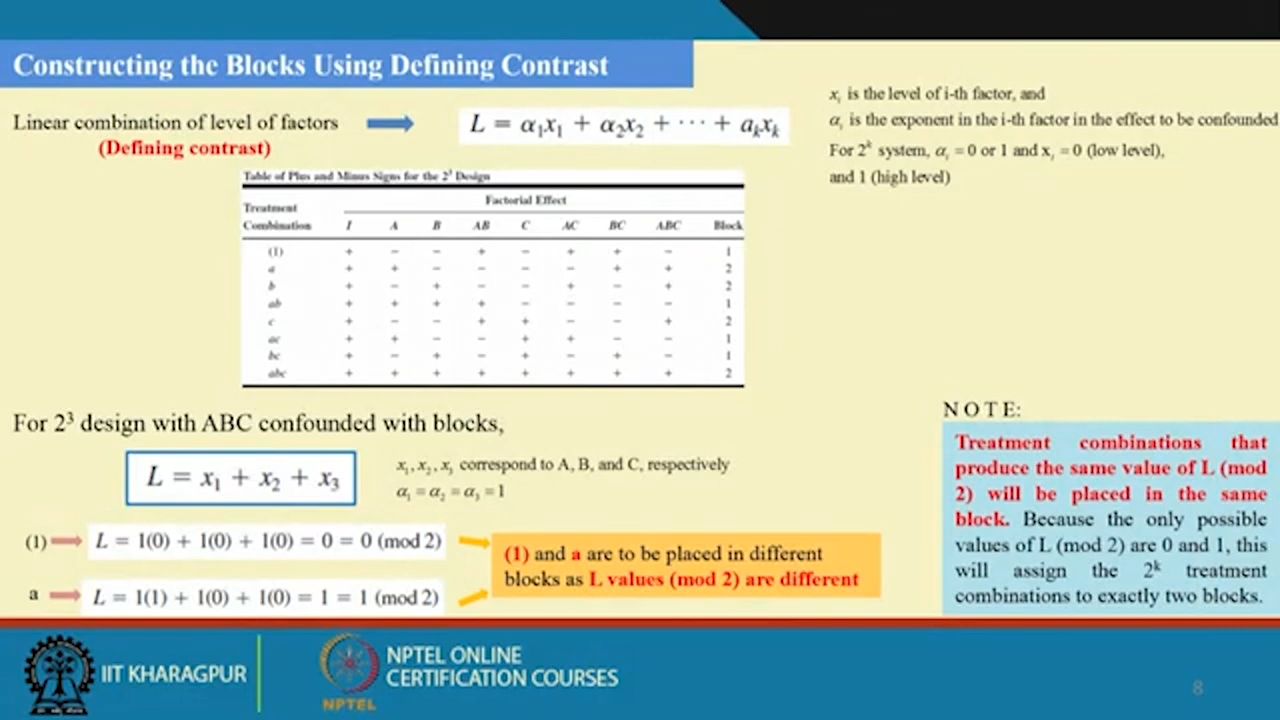 Constructing the Blocks Using Defining Contrast
Linear combination of level of factors
(Defining contrast)
L = α₁x₁ + α₂x₂ + ··· + aₖxₖ
xᵢ is the level of i-th factor, and
αᵢ is the exponent in the i-th factor in the effect to be confounded
For 2ᵏ system, αᵢ = 0 or 1 and xᵢ = 0 (low level),
and 1 (high level)
Table of Plus and Minus Signs for the 2³ Design
Factorial Effect
Treatment
Combination I A B AB C AC BC ABC Block
(1) + − − + − + + − 1
a + + − − − − + + 2
b + − + − − + − + 2
ab + + + + − − − − 1
c + − − + + − − + 2
ac + + − − + + − − 1
bc + − + − + − + − 1
abc + + + + + + + + 2
For 2³ design with ABC confounded with blocks,
L = x₁ + x₂ + x₃
x₁, x₂, x₃ correspond to A, B, and C, respectively
α₁ = α₂ = α₃ = 1
(1) L = 1(0) + 1(0) + 1(0) = 0 = 0 (mod 2)
a L = 1(1) + 1(0) + 1(0) = 1 = 1 (mod 2)
(1) and a are to be placed in different
blocks as L values (mod 2) are different
NOTE:
Treatment combinations that
produce the same value of L (mod
2) will be placed in the same
block. Because the only possible
values of L (mod 2) are 0 and 1, this
will assign the 2ᵏ treatment
combinations to exactly two blocks.
IIT KHARAGPUR
NPTEL
NPTEL ONLINE
CERTIFICATION COURSES
8